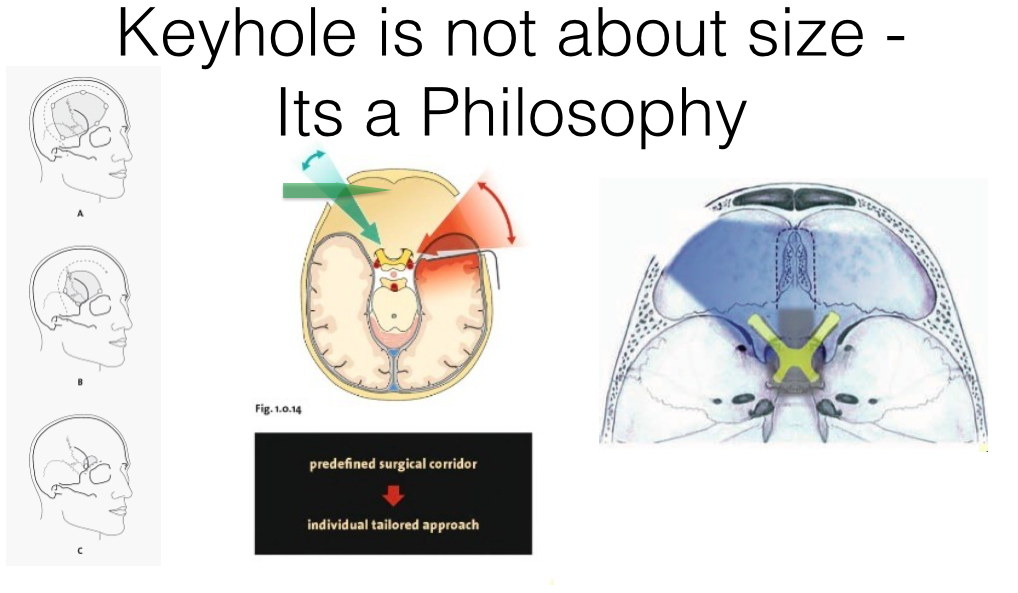 Keyhole is not about size -
Its a Philosophy
A
B
C
Fig. 1.0.14
predefined surgical corridor
individual tailored approach